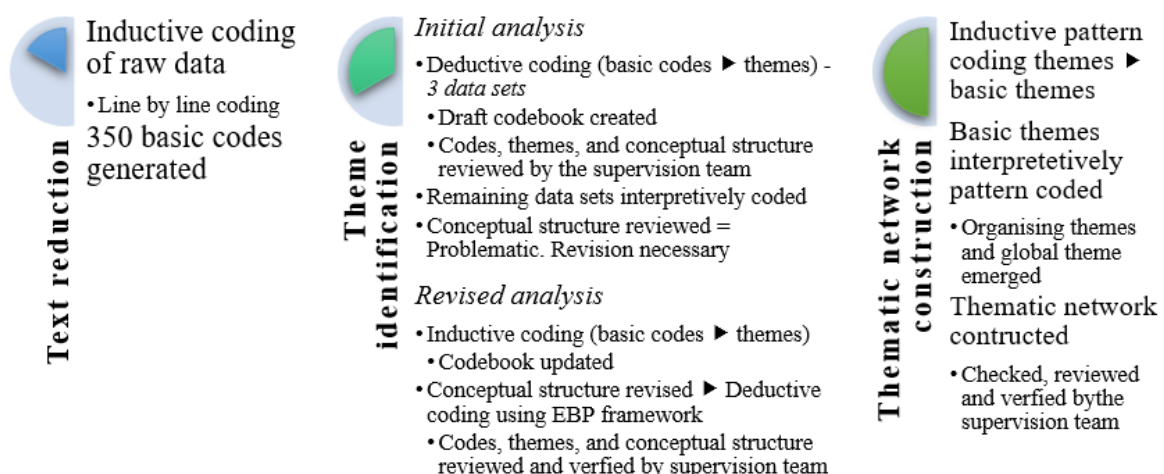 Text reduction
Inductive coding
of raw data
•Line by line coding
350 basic codes
generated
Theme
identification
Initial analysis
•Deductive coding (basic codes ▶ themes) -
3 data sets
•Draft codebook created
•Codes, themes, and conceptual structure
reviewed by the supervision team
•Remaining data sets interpretively coded
•Conceptual structure reviewed =
Problematic. Revision necessary
Revised analysis
•Inductive coding (basic codes ▶ themes)
•Codebook updated
•Conceptual structure revised ▶ Deductive
coding using EBP framework
•Codes, themes, and conceptual structure
reviewed and verfied by supervision team
Thematic network
construction
Inductive pattern
coding themes ▶
basic themes
Basic themes
interpretetively
pattern coded
•Organising themes
and global theme
emerged
Thematic network
contructed
•Checked, reviewed
and verfied bythe
supervision team